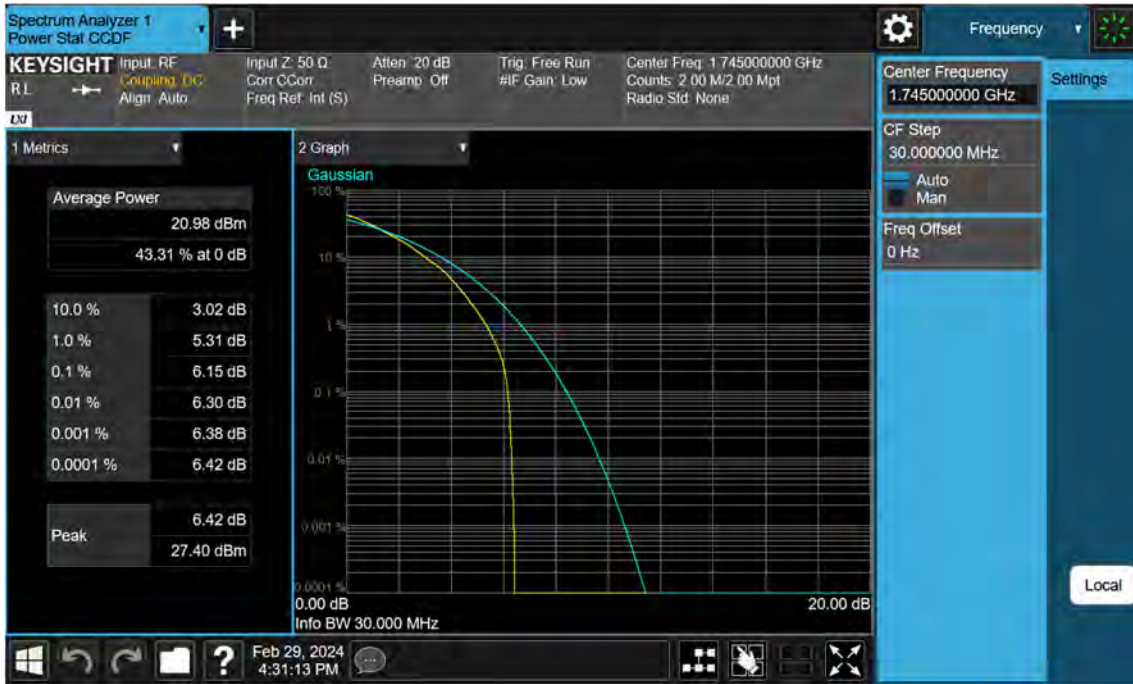 Spectrum Analyzer 1
Power Stat CCDF
Frequency
KEYSIGHT
RL
LXI
Input: RF
Coupling: DC
Align: Auto
Input Z: 50 Ω
Corr CCorr
Freq Ref: Int (S)
Atten: 20 dB
Preamp: Off
Trig: Free Run
#IF Gain: Low
Center Freq: 1.745000000 GHz
Counts: 2.00 M/2.00 Mpt
Radio Std: None
Center Frequency
1.745000000 GHz
Settings
CF Step
30.000000 MHz
Auto
Man
Freq Offset
0 Hz
Local
1 Metrics
Average Power
20.98 dBm
43.31 % at 0 dB
10.0 % 3.02 dB
1.0 % 5.31 dB
0.1 % 6.15 dB
0.01 % 6.30 dB
0.001 % 6.38 dB
0.0001 % 6.42 dB
Peak
6.42 dB
27.40 dBm
2 Graph
Gaussian
100 %
10 %
1 %
0.1 %
0.01 %
0.001 %
0.0001 %
0.00 dB 20.00 dB
Info BW 30.000 MHz
?
Feb 29, 2024
4:31:13 PM